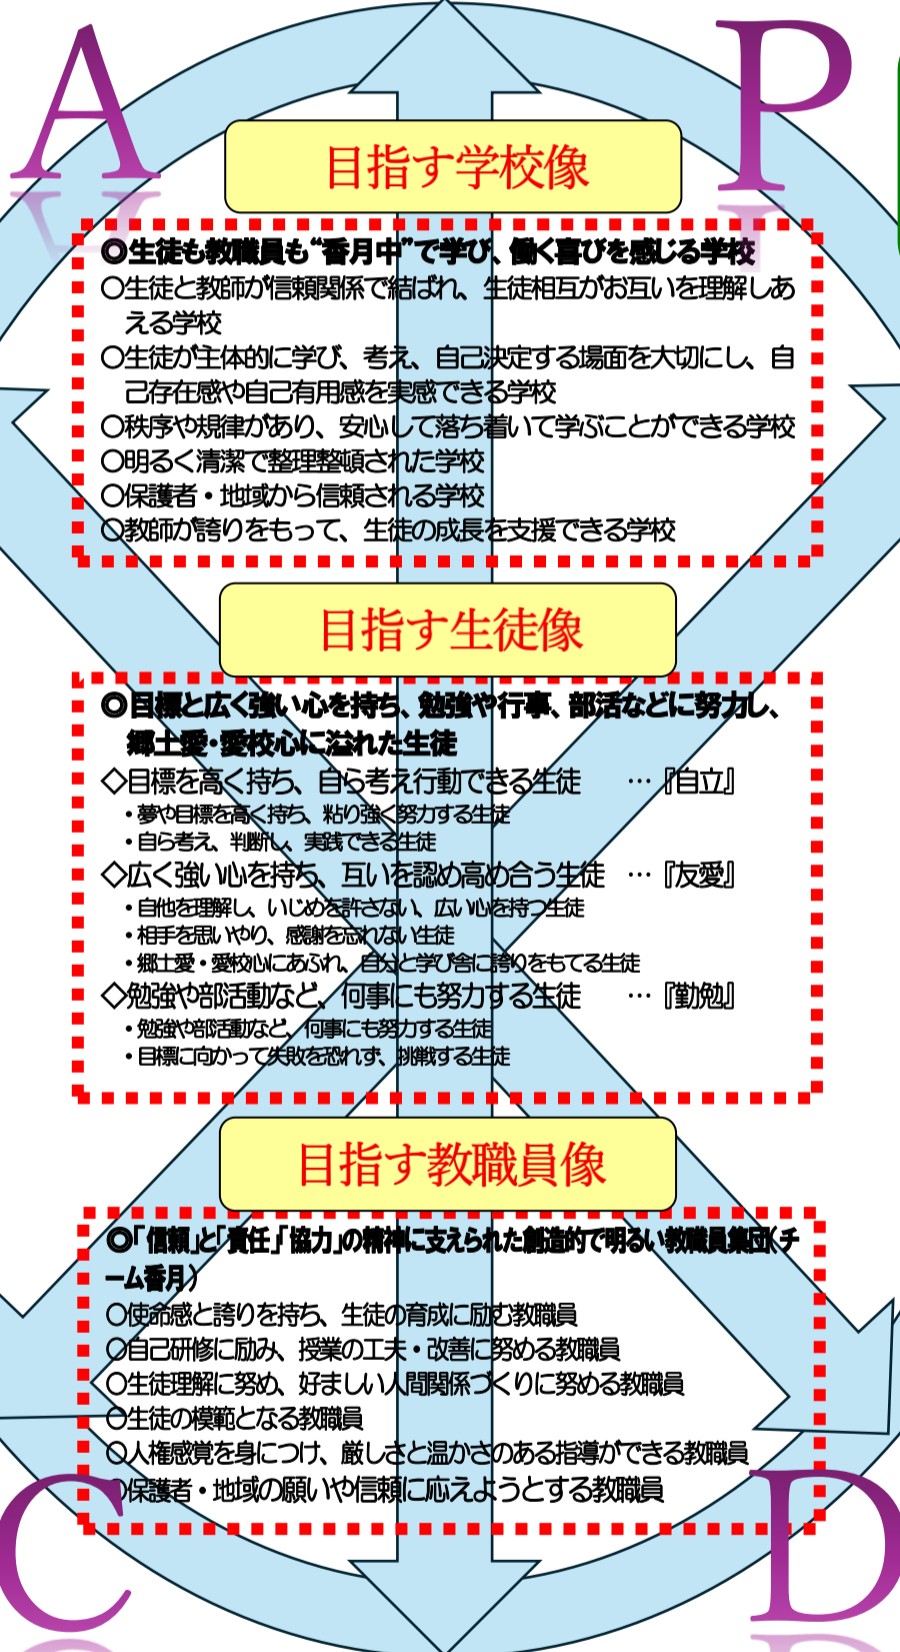 A
P
目指す学校像
◎生徒も教職員も“香月中”で学び、働く喜びを感じる学校
○生徒と教師が信頼関係で結ばれ、生徒相互がお互いを理解しあ
える学校
○生徒が主体的に学び、考え、自己決定する場面を大切にし、自
己存在感や自己有用感を実感できる学校
○秩序や規律があり、安心して落ち着いて学ぶことができる学校
○明るく清潔で整理整頓された学校
○保護者・地域から信頼される学校
○教師が誇りをもって、生徒の成長を支援できる学校
目指す生徒像
◎目標と広く強い心を持ち、勉強や行事、部活などに努力し、
郷土愛・愛校心に溢れた生徒
◇目標を高く持ち、自ら考え行動できる生徒　　…『自立』
・夢や目標を高く持ち、粘り強く努力する生徒
・自ら考え、判断し、実践できる生徒
◇広く強い心を持ち、互いを認め高め合う生徒　…『友愛』
・自他を理解し、いじめを許さない、広い心を持つ生徒
・相手を思いやり、感謝を忘れない生徒
・郷土愛・愛校心にあふれ、自分と学び舎に誇りをもてる生徒
◇勉強や部活動など、何事にも努力する生徒　　…『勤勉』
・勉強や部活動など、何事にも努力する生徒
・目標に向かって失敗を恐れず、挑戦する生徒
目指す教職員像
◎「信頼」と「責任」「協力」の精神に支えられた創造的で明るい教職員集団(チ
ーム香月)
○使命感と誇りを持ち、生徒の育成に励む教職員
○自己研修に励み、授業の工夫・改善に努める教職員
○生徒理解に努め、好ましい人間関係づくりに努める教職員
○生徒の模範となる教職員
○人権感覚を身につけ、厳しさと温かさのある指導ができる教職員
○保護者・地域の願いや信頼に応えようとする教職員
C
D